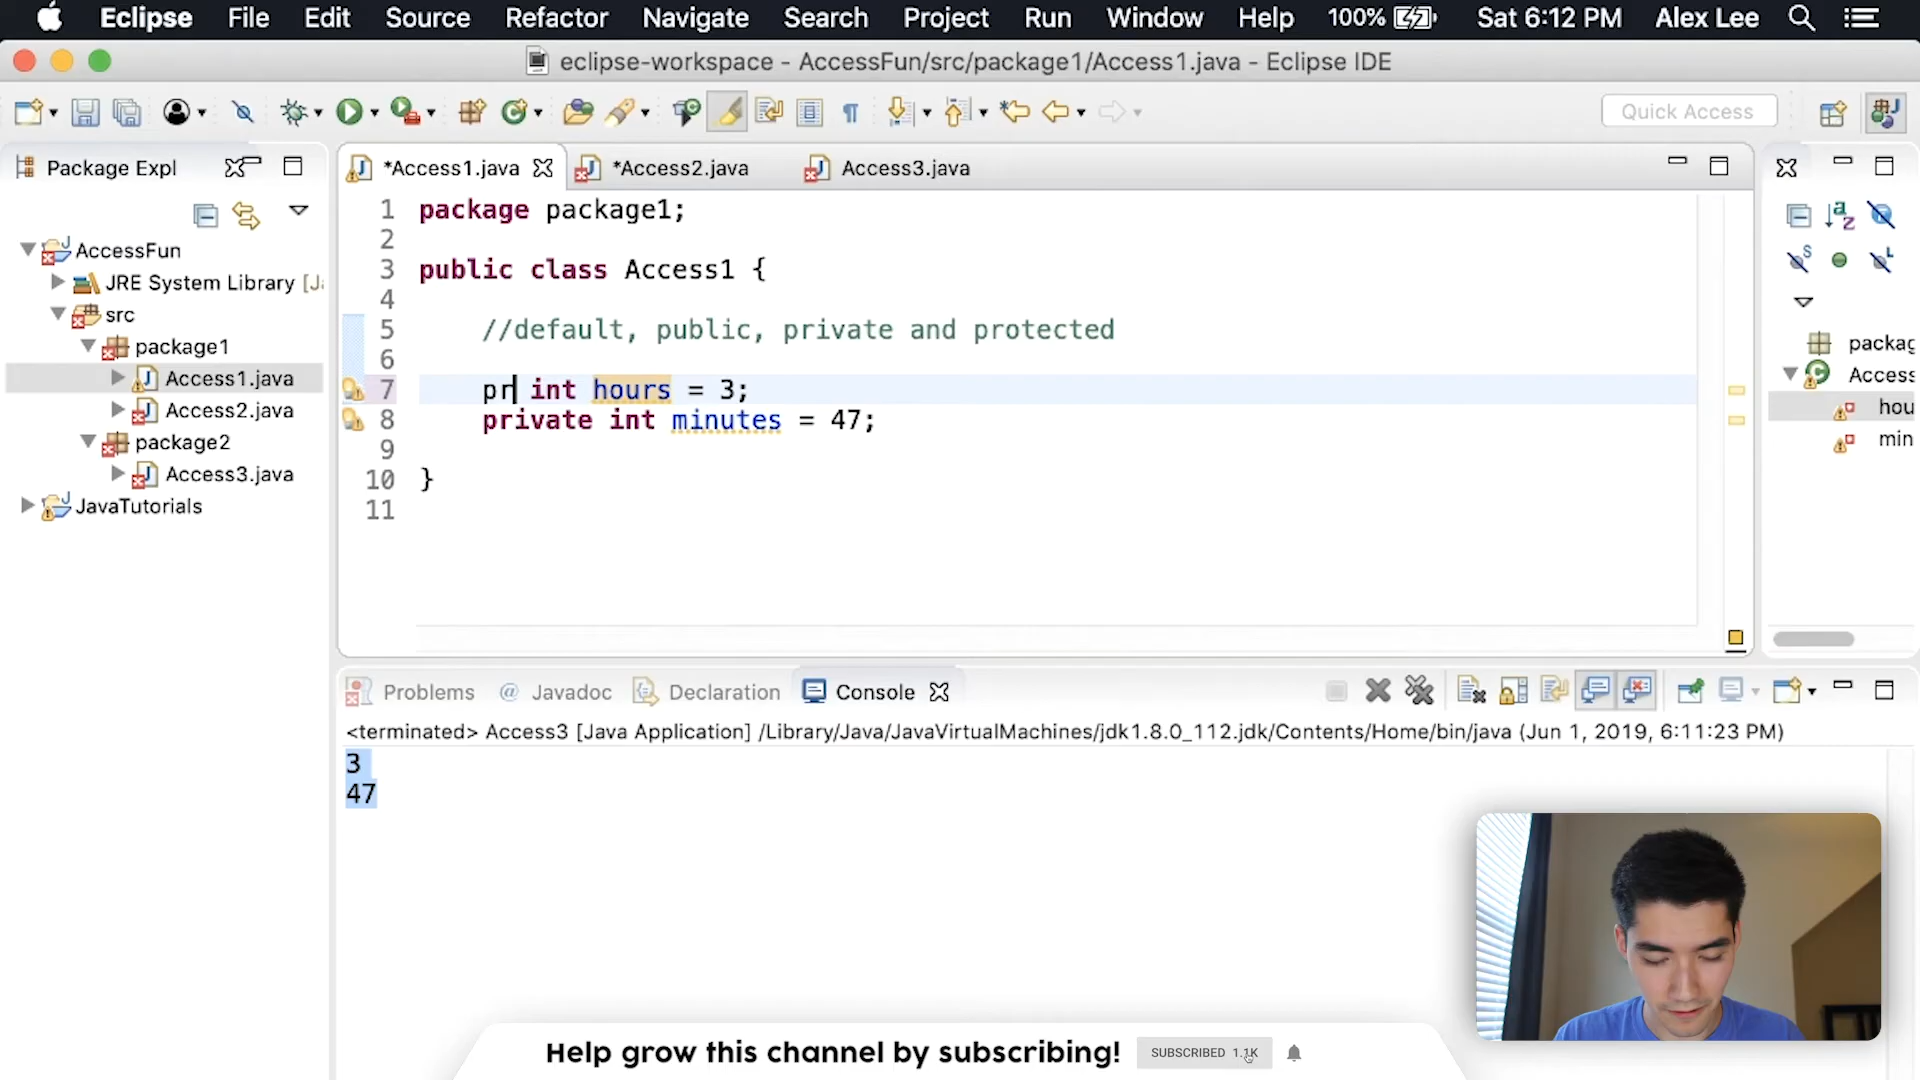 Eclipse File Edit Source Refactor Navigate Search Project Run Window Help 100% Sat 6:12 PM Alex Lee
eclipse-workspace - AccessFun/src/package1/Access1.java - Eclipse IDE
Quick Access
Package Expl
*Access1.java
*Access2.java
Access3.java
AccessFun
JRE System Library [Ja
src
package1
Access1.java
Access2.java
package2
Access3.java
JavaTutorials
1 package package1;
2
3 public class Access1 {
4
5 //default, public, private and protected
6
7 pr int hours = 3;
8 private int minutes = 47;
9
10 }
11
packag
Access
hou
min
Problems @ Javadoc Declaration Console
<terminated> Access3 [Java Application] /Library/Java/JavaVirtualMachines/jdk1.8.0_112.jdk/Contents/Home/bin/java (Jun 1, 2019, 6:11:23 PM)
3
47
Help grow this channel by subscribing!
SUBSCRIBED 1.1K